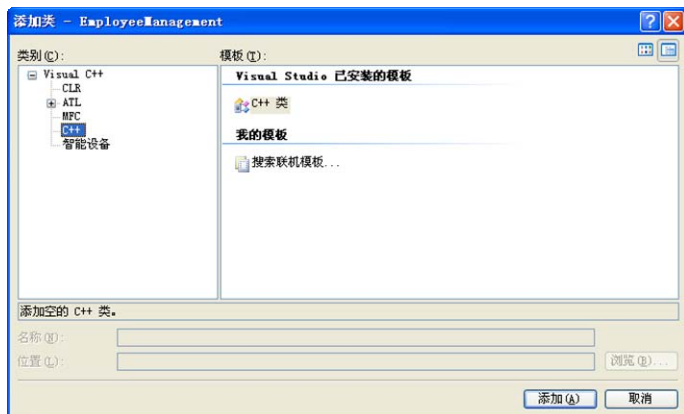 添加类 - EmployeeManagement
类别(C):
模板(T):
Visual C++
CLR
ATL
MFC
C++
智能设备
Visual Studio 已安装的模板
C++ 类
我的模板
搜索联机模板...
添加空的 C++ 类。
名称(N):
位置(L):
浏览(B)...
添加(A)
取消